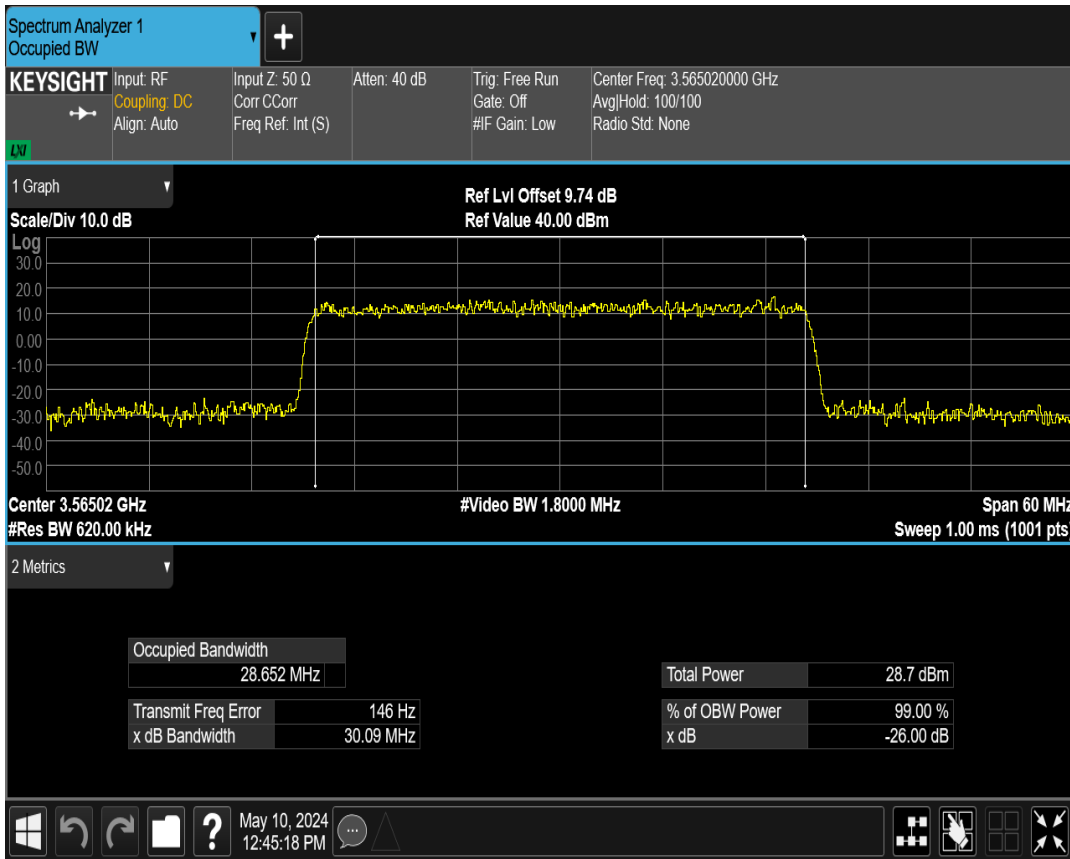 Spectrum Analyzer 1
Occupied BW
+
KEYSIGHT
LXI
Input: RF
Coupling: DC
Align: Auto
Input Z: 50 Ω
Corr CCorr
Freq Ref: Int (S)
Atten: 40 dB
Trig: Free Run
Gate: Off
#IF Gain: Low
Center Freq: 3.565020000 GHz
Avg|Hold: 100/100
Radio Std: None
1 Graph
Scale/Div 10.0 dB
Ref Lvl Offset 9.74 dB
Ref Value 40.00 dBm
Log
30.0
20.0
10.0
0.00
-10.0
-20.0
-30.0
-40.0
-50.0
Center 3.56502 GHz
#Video BW 1.8000 MHz
Span 60 MHz
#Res BW 620.00 kHz
Sweep 1.00 ms (1001 pts)
2 Metrics
Occupied Bandwidth
28.652 MHz
Total Power 28.7 dBm
Transmit Freq Error 146 Hz
% of OBW Power 99.00 %
x dB Bandwidth 30.09 MHz
x dB -26.00 dB
?
May 10, 2024
12:45:18 PM